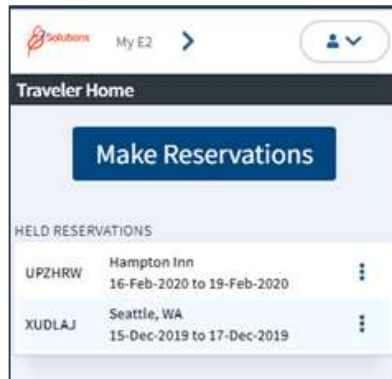 Solutions
My E2
Traveler Home
Make Reservations
HELD RESERVATIONS
UPZHRW
Hampton Inn
16-Feb-2020 to 19-Feb-2020
XUDLAJ
Seattle, WA
15-Dec-2019 to 17-Dec-2019